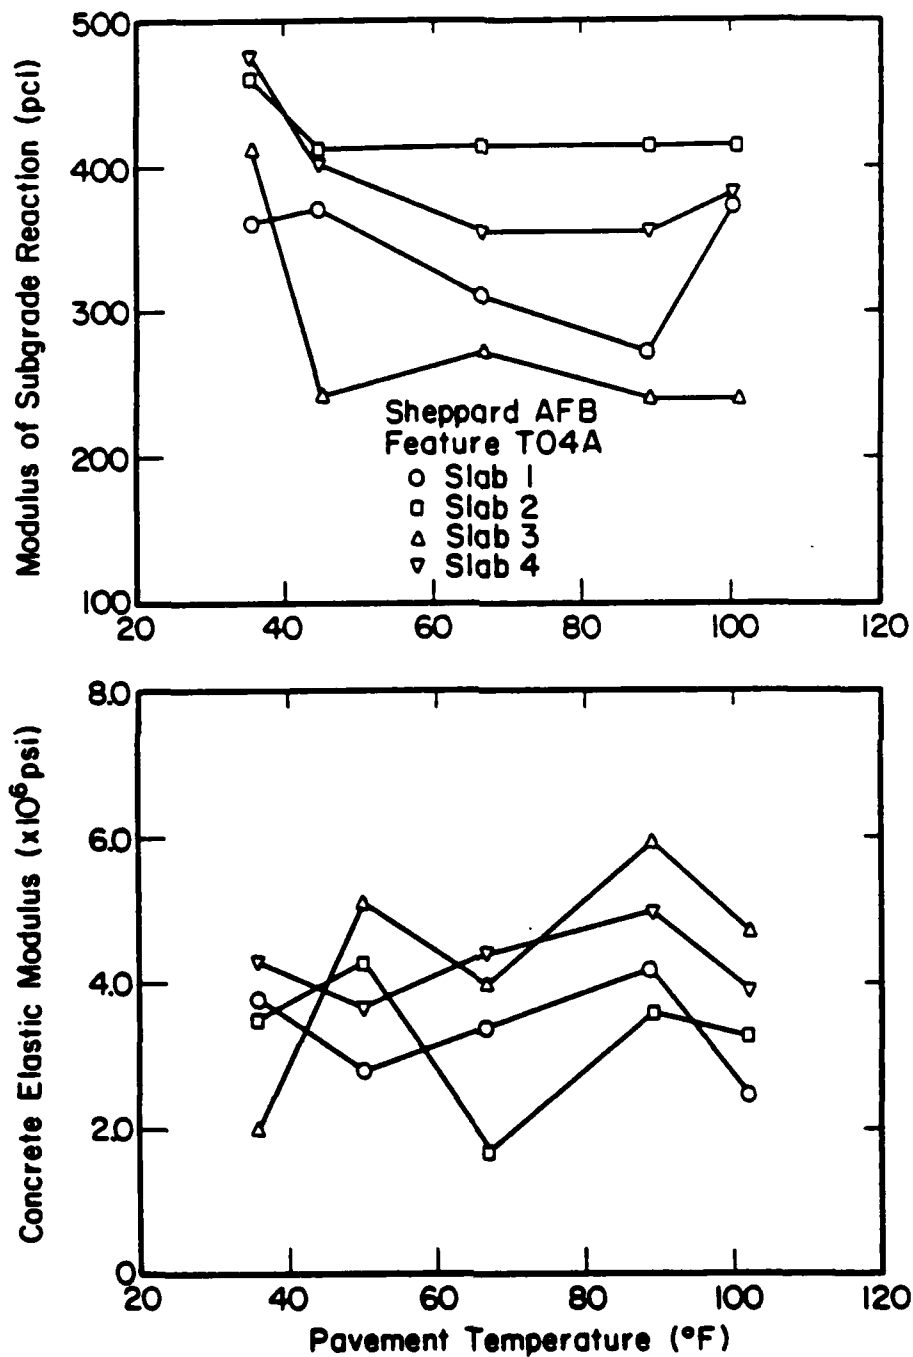 Modulus of Subgrade Reaction (pci)
500
400
300
200
100
Sheppard AFB
Feature T04A
Slab 1
Slab 2
Slab 3
Slab 4
20 40 60 80 100 120
Concrete Elastic Modulus (x10⁶psi)
8.0
6.0
4.0
2.0
0
20 40 60 80 100 120
Pavement Temperature (°F)